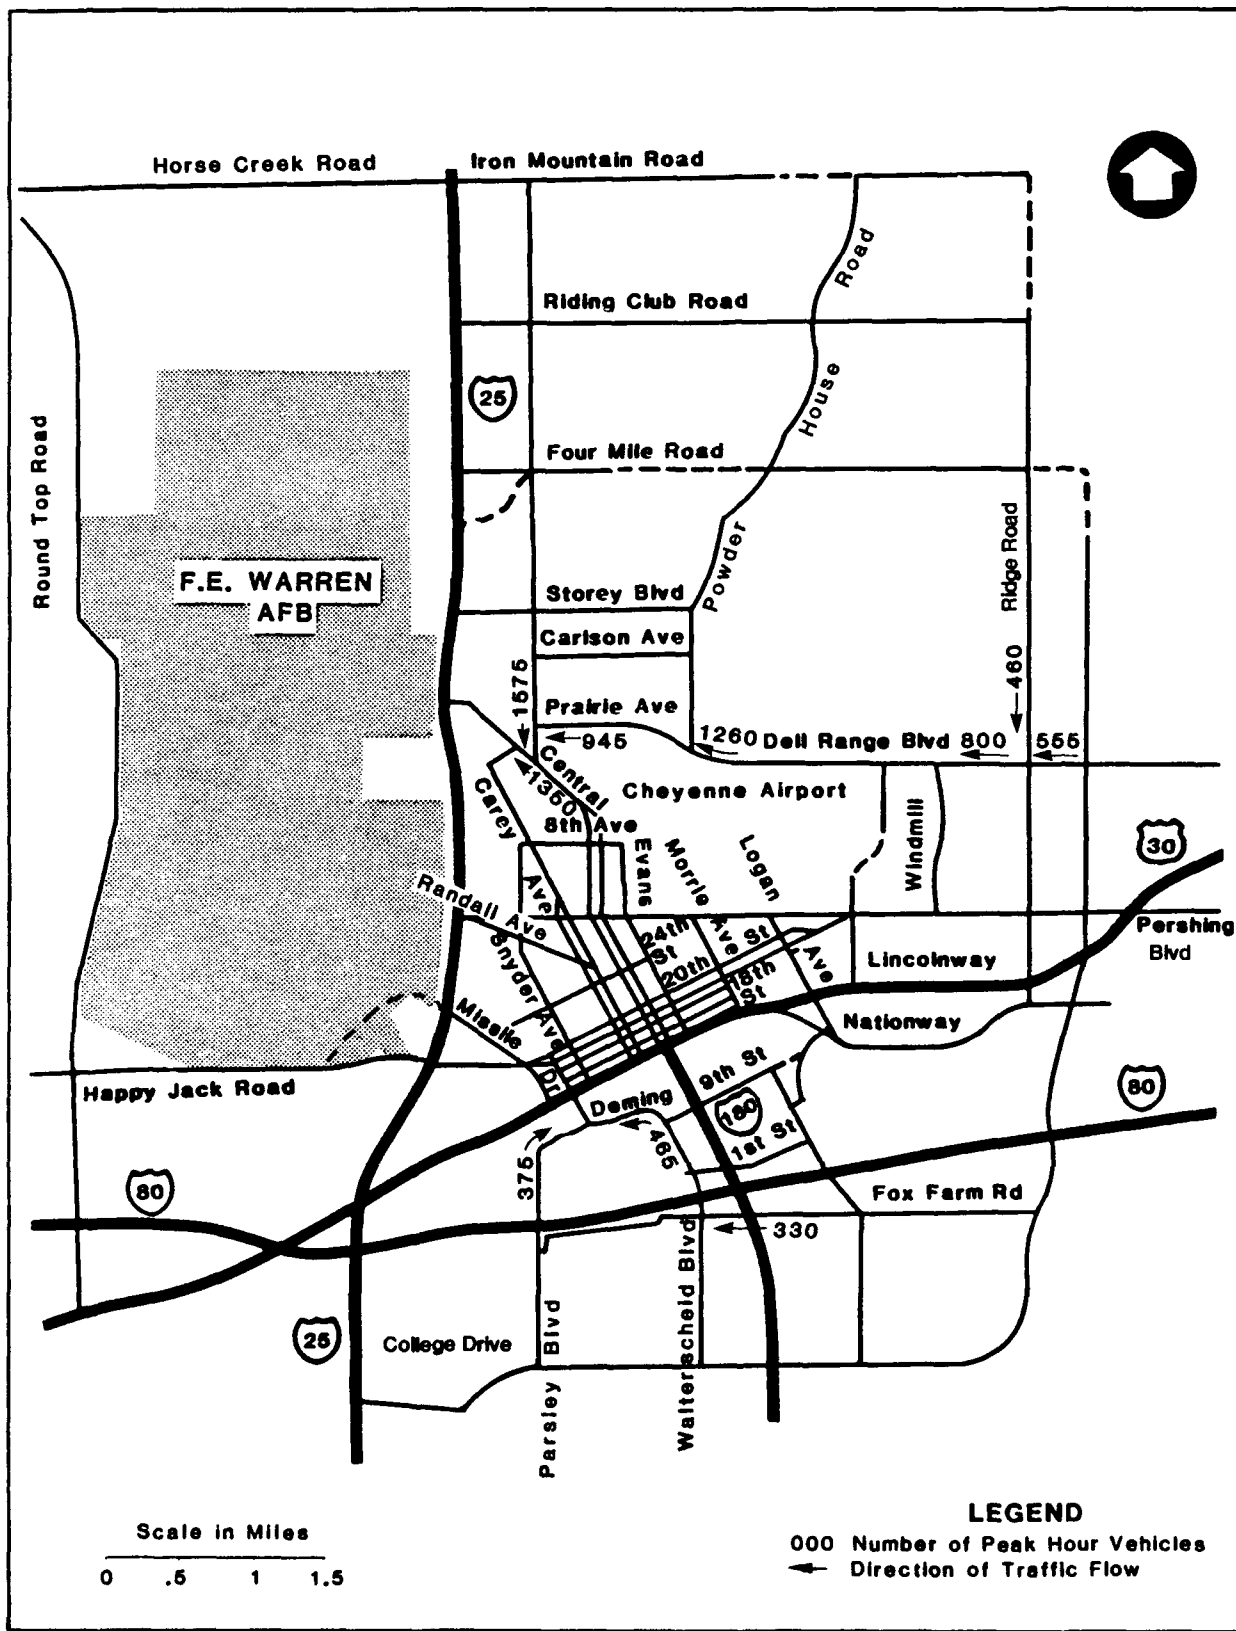 Horse Creek Road
Iron Mountain Road
Road
Riding Club Road
25
House
Four Mile Road
Round Top Road
Powder
Ridge Road
F.E. WARREN
AFB
Storey Blvd
Carlson Ave
1575
460
Prairie Ave
945
1260
Dell Range Blvd
800
555
Central
1350
Cheyenne Airport
Carey
Ave
8th Ave
Evans
Morrie
Ave
Logan
Ave
Windmill
30
Randall Ave
Snyder Ave
24th
St
20th
St
18th
St
Pershing
Blvd
Lincolnway
Missile
Dr
Nationway
Happy Jack Road
Deming
9th St
180
1st St
80
375
465
80
Fox Farm Rd
330
25
College Drive
Parsley Blvd
Walterscheid Blvd
Scale in Miles
0 .5 1 1.5
LEGEND
000 Number of Peak Hour Vehicles
Direction of Traffic Flow